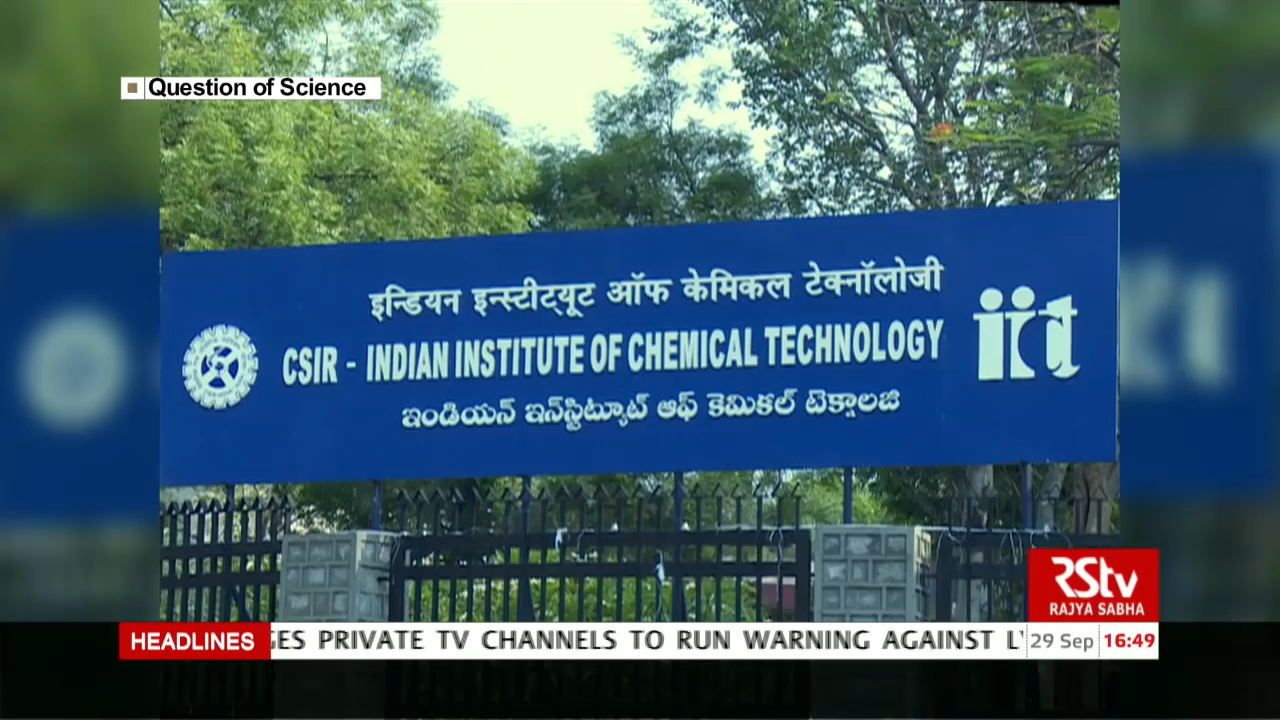 Question of Science
इन्डियन इन्स्टीट्यूट ऑफ केमिकल टेक्नॉलोजी
CSIR - INDIAN INSTITUTE OF CHEMICAL TECHNOLOGY
iict
ఇండియన్ ఇన్‌స్టిట్యూట్ ఆఫ్ కెమికల్ టెక్నాలజి
RStv
RAJYA SABHA
HEADLINES
PRIVATE TV CHANNELS TO RUN WARNING AGAINST
29 Sep 16:49